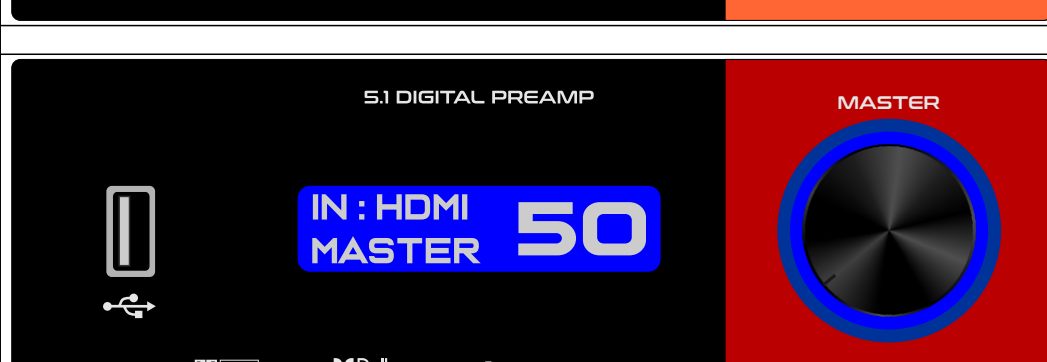 5.1 DIGITAL PREAMP
MASTER
IN : HDMI
MASTER
50